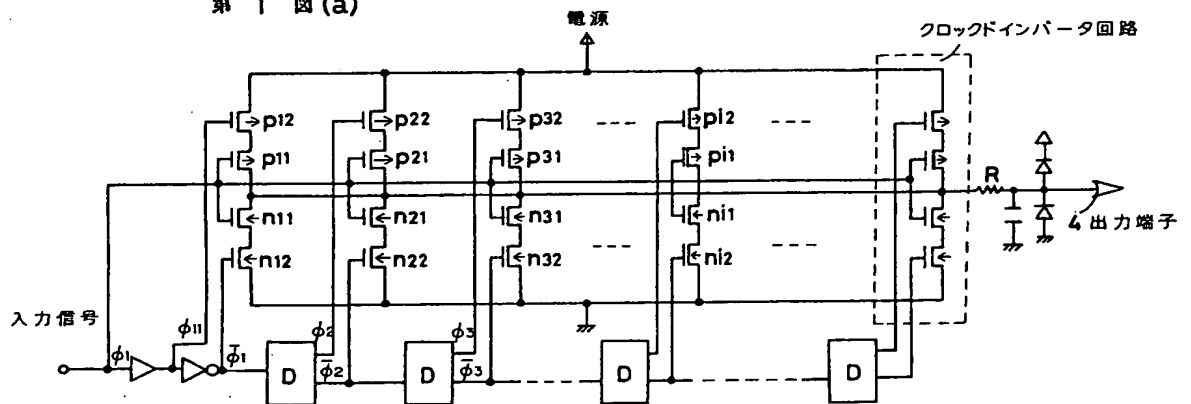 第 1 図(a)
電源
クロックドインバータ回路
p12 p22 p32 pi2
p11 p21 p31 pi1
R
n11 n21 n31 ni1
4 出力端子
n12 n22 n32 ni2
入力信号
φ11 φ2 φ3
φ1 φ̄1 φ̄2 φ̄3
D D D D